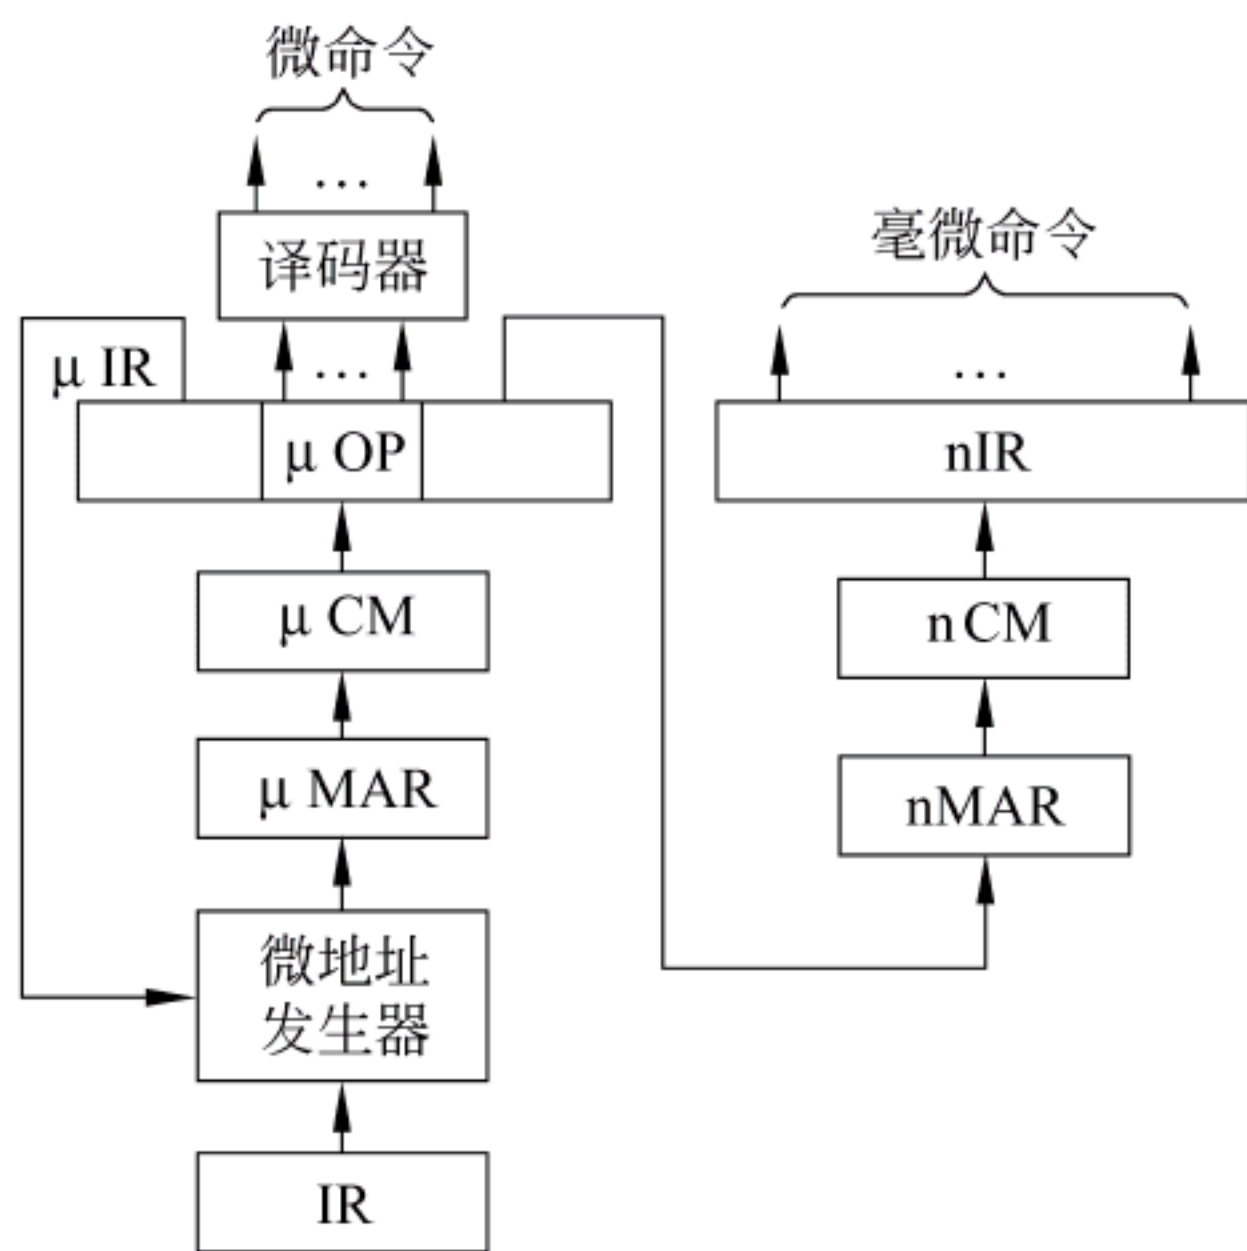 微命令
…
译码器
毫微命令
μ IR
…
…
μ OP
nIR
μ CM
n CM
μ MAR
nMAR
微地址
发生器
IR